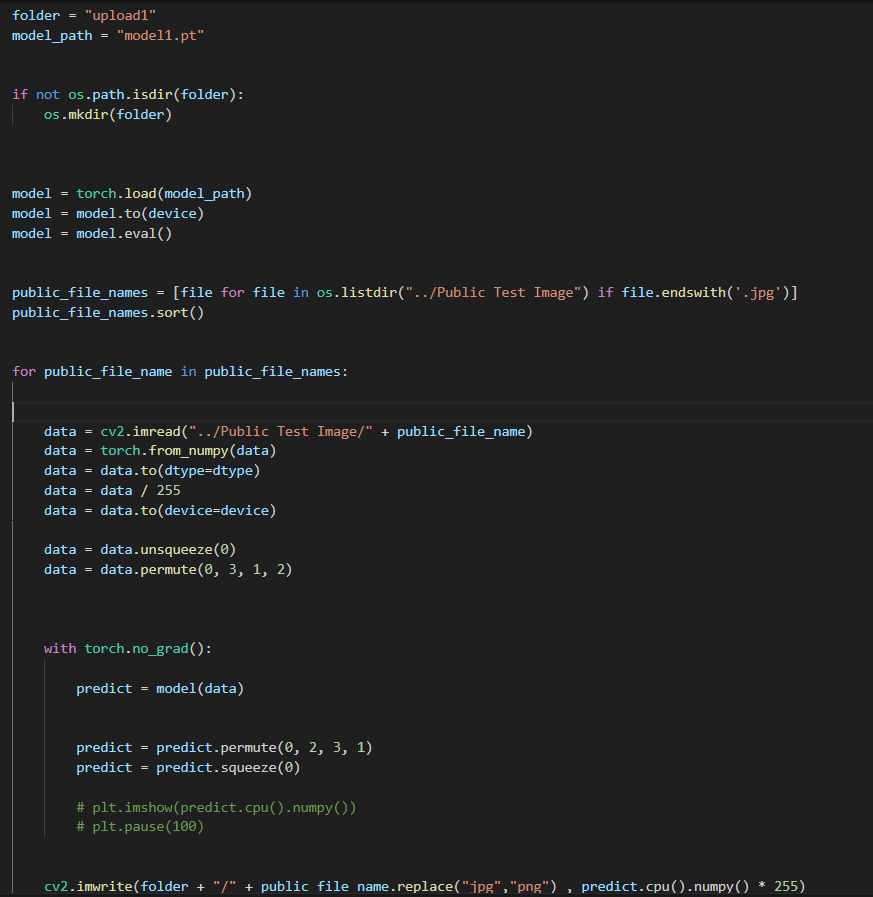 folder = "upload1"
model_path = "model1.pt"
if not os.path.isdir(folder):
    os.mkdir(folder)
model = torch.load(model_path)
model = model.to(device)
model = model.eval()
public_file_names = [file for file in os.listdir("../Public Test Image") if file.endswith('.jpg')]
public_file_names.sort()
for public_file_name in public_file_names:
    data = cv2.imread("../Public Test Image/" + public_file_name)
    data = torch.from_numpy(data)
    data = data.to(dtype=dtype)
    data = data / 255
    data = data.to(device=device)
    data = data.unsqueeze(0)
    data = data.permute(0, 3, 1, 2)
    with torch.no_grad():
        predict = model(data)
        predict = predict.permute(0, 2, 3, 1)
        predict = predict.squeeze(0)
        # plt.imshow(predict.cpu().numpy())
        # plt.pause(100)
    cv2.imwrite(folder + "/" + public_file_name.replace("jpg","png") , predict.cpu().numpy() * 255)